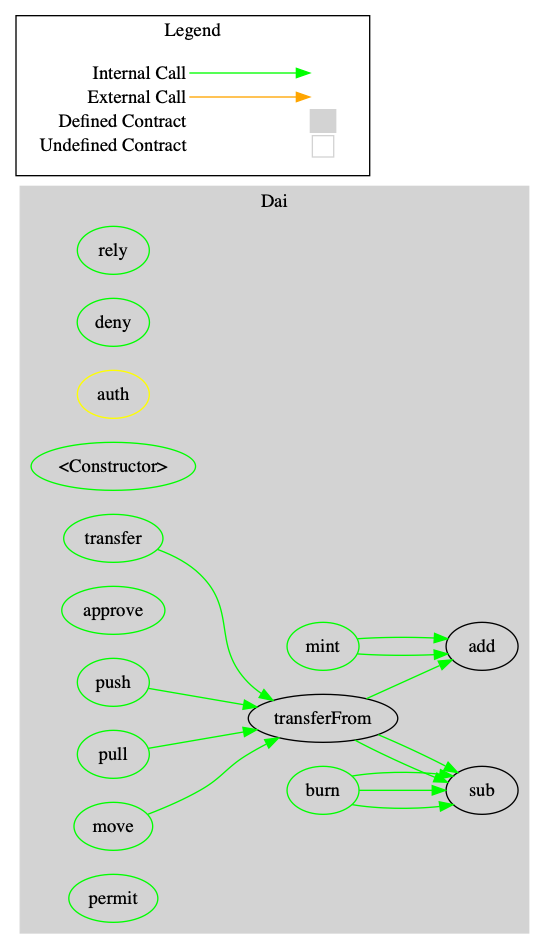 Legend
Internal Call
External Call
Defined Contract
Undefined Contract
Dai
rely
deny
auth
<Constructor>
transfer
approve
mint
add
push
transferFrom
pull
burn
sub
move
permit